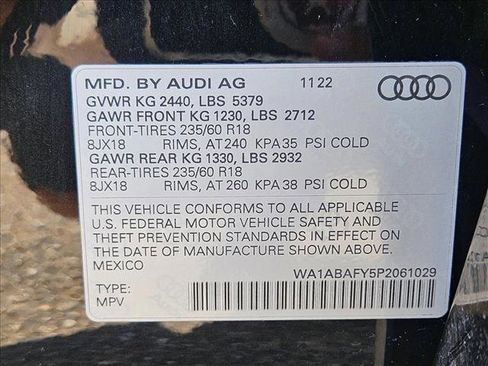 MFD. BY AUDI AG 11 22
GVWR KG 2440, LBS 5379
GAWR FRONT KG 1230, LBS 2712
FRONT-TIRES 235/60 R18
8JX18 RIMS, AT 240 KPA 35 PSI COLD
GAWR REAR KG 1330, LBS 2932
REAR-TIRES 235/60 R18
8JX18 RIMS, AT 260 KPA 38 PSI COLD
THIS VEHICLE CONFORMS TO ALL APPLICABLE
U.S. FEDERAL MOTOR VEHICLE SAFETY AND
THEFT PREVENTION STANDARDS IN EFFECT ON
THE DATE OF MANUFACTURE SHOWN ABOVE.
MEXICO WA1ABAFY5P2061029
TYPE:
MPV